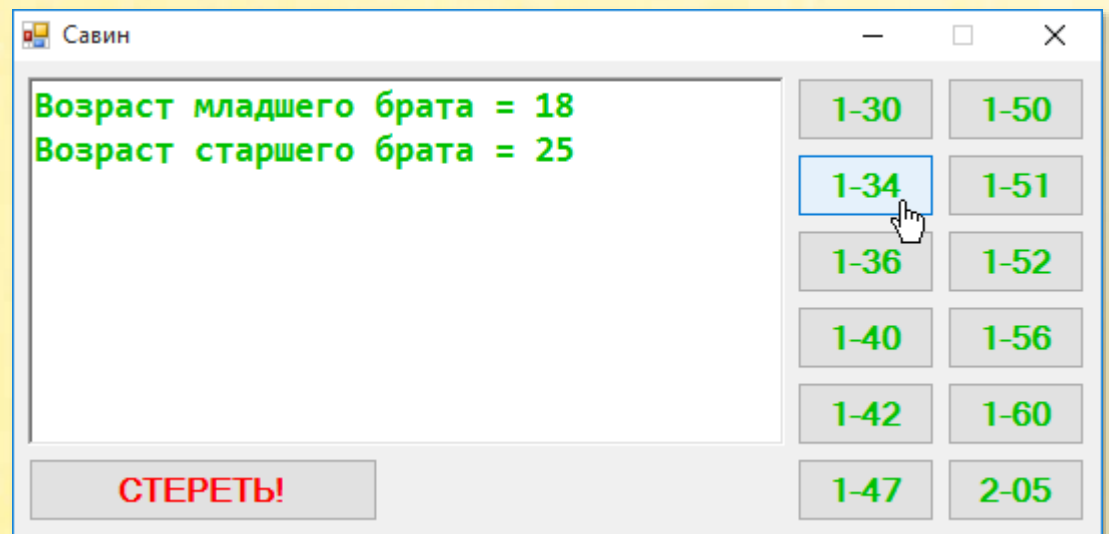 Савин
Возраст младшего брата = 18
Возраст старшего брата = 25
1-30 1-50
1-34 1-51
1-36 1-52
1-40 1-56
1-42 1-60
СТЕРЕТЬ! 1-47 2-05